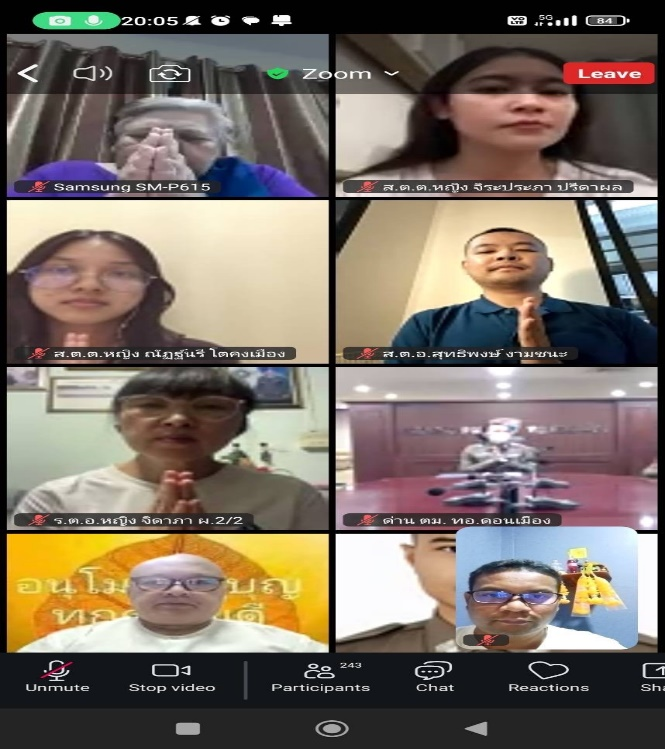 20:05
5G
84
Zoom
Leave
Samsung SM-P615
ส.ต.ต.หญิง จิระประภา ปรีดาผล
ส.ต.ต.หญิง ณัฏฐ์นรี โตคงเมือง
ส.ต.อ.สุทธิพงษ์ งามชนะ
ร.ต.อ.หญิง จิดาภา ผ.2/2
ด่าน ตม. ทอ.ดอนเมือง
อนุโม บุญ
Unmute
Stop video
Participants
243
Chat
Reactions
Sha